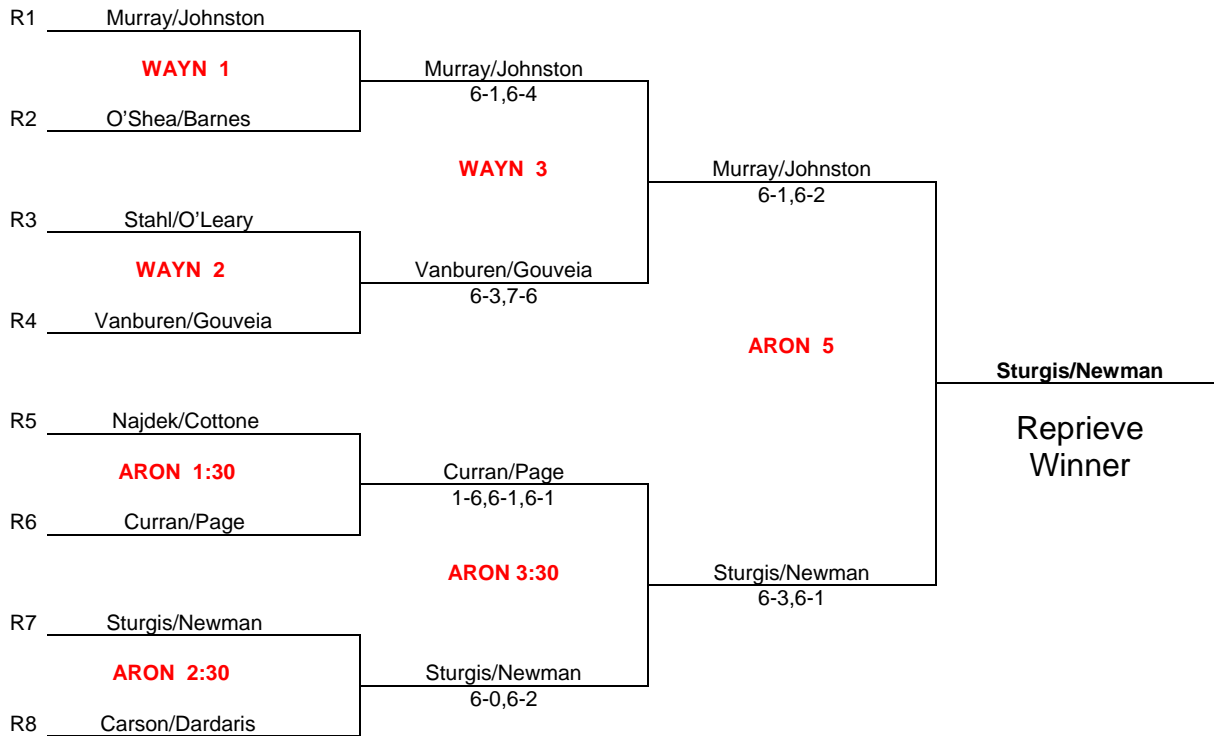 R1 Murray/Johnston
WAYN 1
Murray/Johnston
6-1,6-4
R2 O'Shea/Barnes
WAYN 3
Murray/Johnston
6-1,6-2
R3 Stahl/O'Leary
WAYN 2
Vanburen/Gouveia
6-3,7-6
R4 Vanburen/Gouveia
ARON 5
Sturgis/Newman
Reprieve
Winner
R5 Najdek/Cottone
ARON 1:30
Curran/Page
1-6,6-1,6-1
R6 Curran/Page
ARON 3:30
Sturgis/Newman
6-3,6-1
R7 Sturgis/Newman
ARON 2:30
Sturgis/Newman
6-0,6-2
R8 Carson/Dardaris